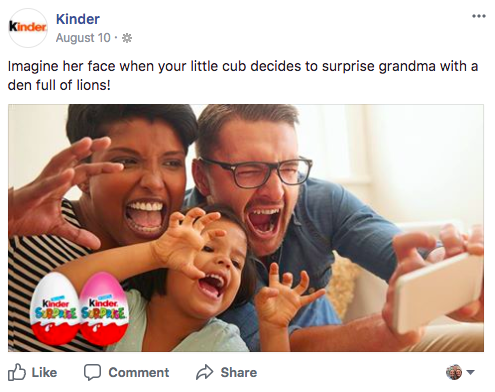 Kinder
Kinder
August 10
Imagine her face when your little cub decides to surprise grandma with a
den full of lions!
Kinder
SURPRISE
Kinder
SURPRISE
Like
Comment
Share